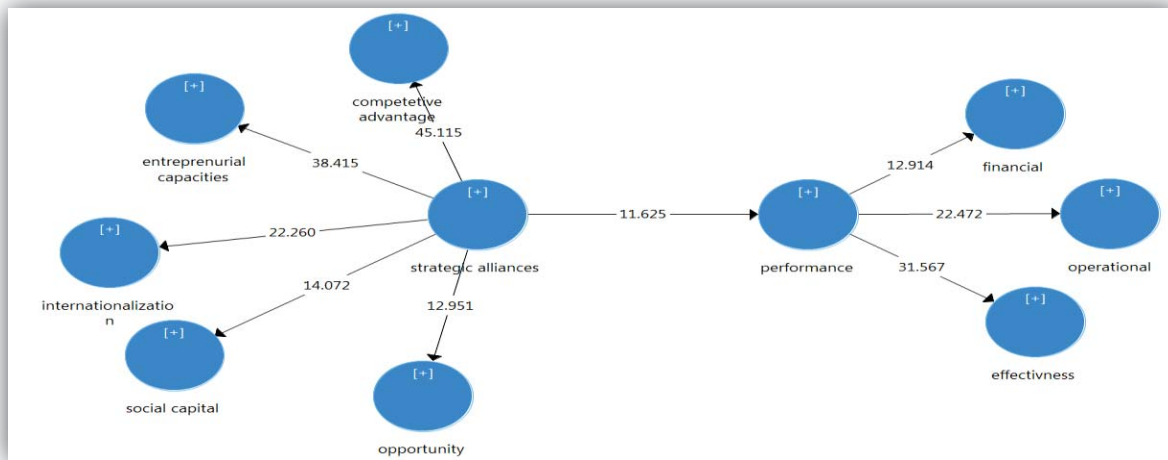 [+]
competetive
advantage
45.115
[+]
entreprenurial
capacities
38.415
[+]
internationalizatio
n
22.260
[+]
social capital
14.072
[+]
opportunity
12.951
[+]
strategic alliances
11.625
[+]
performance
[+]
financial
12.914
[+]
operational
22.472
[+]
effectivness
31.567